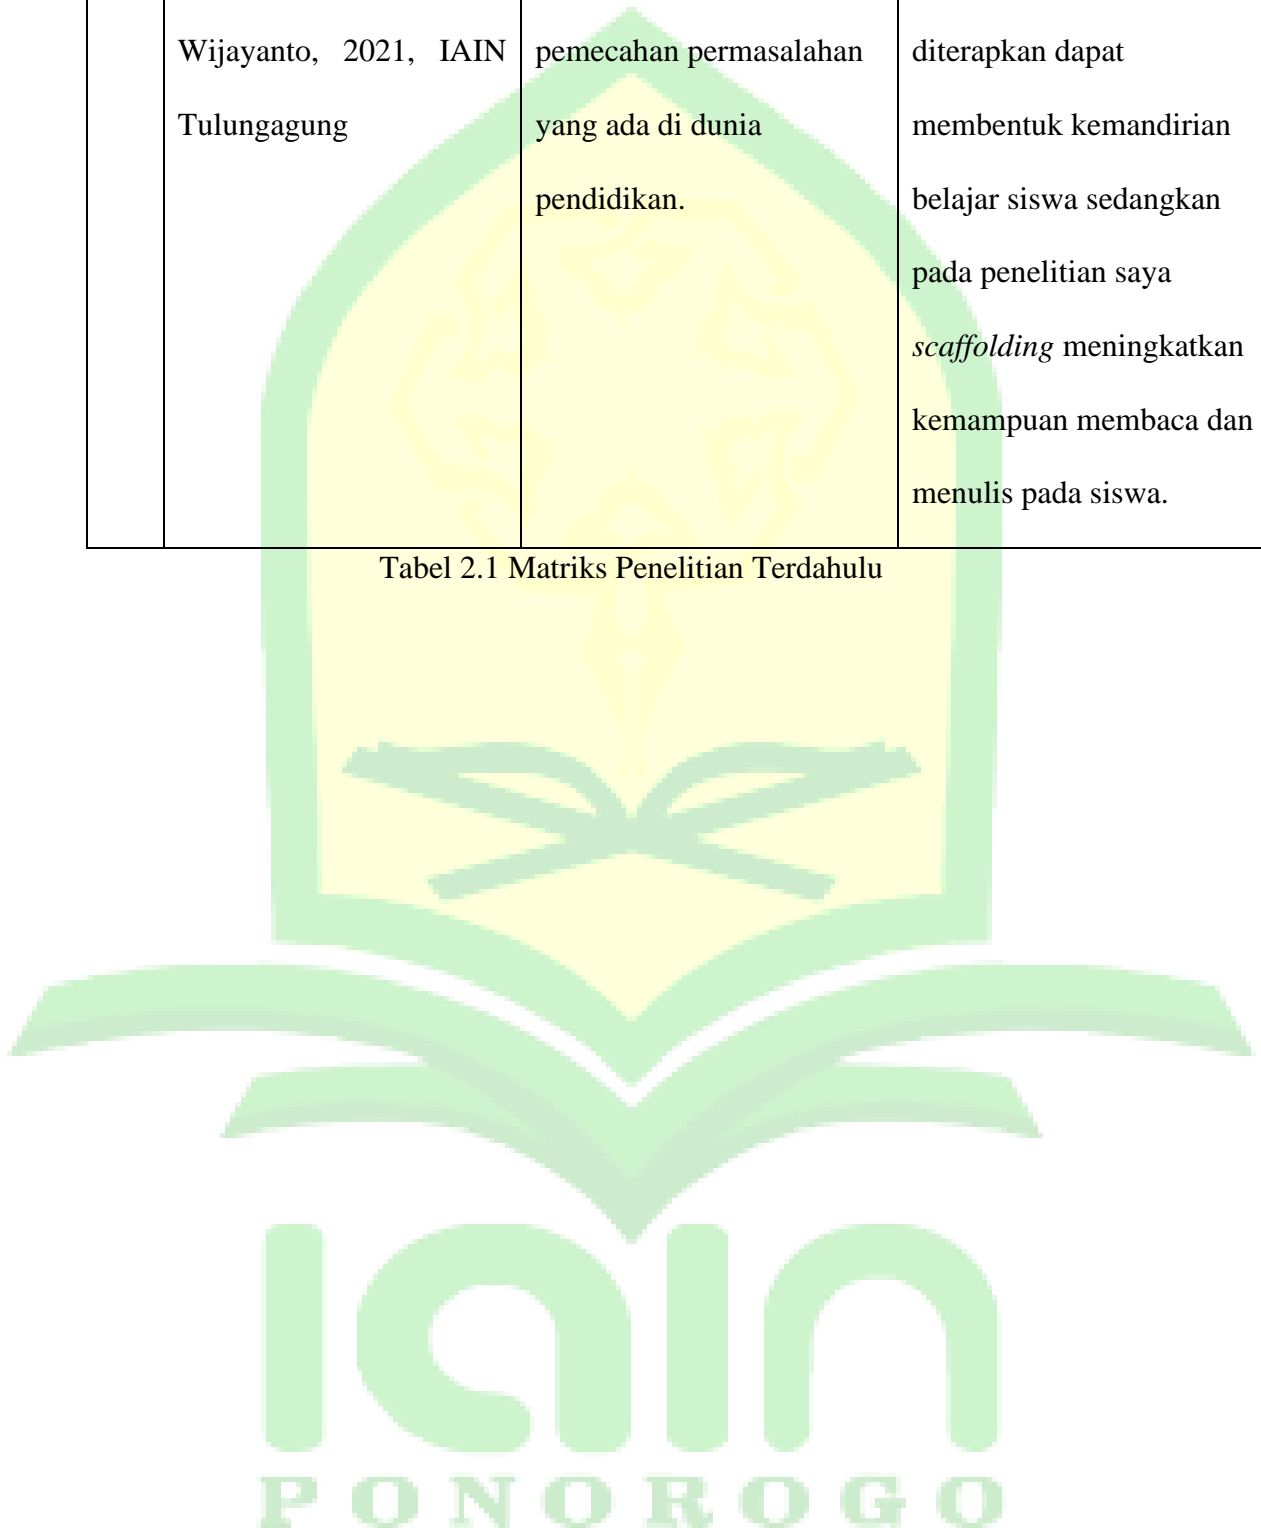 Wijayanto, 2021, IAIN
Tulungagung
pemecahan permasalahan
yang ada di dunia
pendidikan.
diterapkan dapat
membentuk kemandirian
belajar siswa sedangkan
pada penelitian saya
scaffolding meningkatkan
kemampuan membaca dan
menulis pada siswa.
Tabel 2.1 Matriks Penelitian Terdahulu
iain
PONOROGO